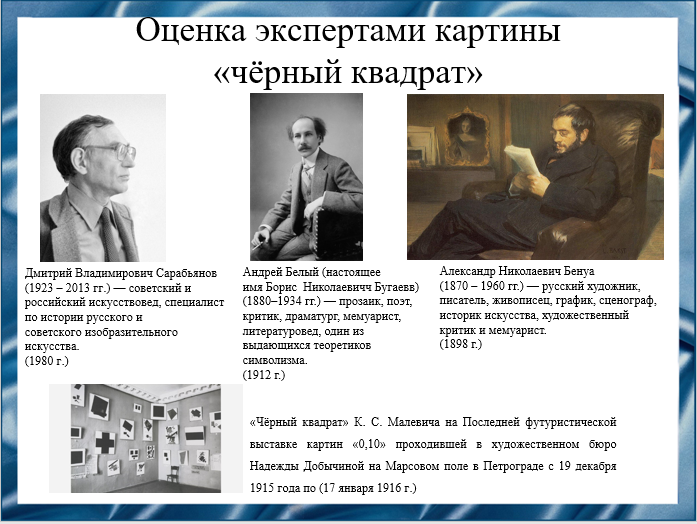 Оценка экспертами картины
«чёрный квадрат»
Дмитрий Владимирович Сарабьянов
(1923 – 2013 гг.) — советский и
российский искусствовед, специалист
по истории русского и
советского изобразительного
искусства.
(1980 г.)
Андрей Белый (настоящее
имя Борис Николаевичч Бугаевв)
(1880–1934 гг.) — прозаик, поэт,
критик, драматург, мемуарист,
литературовед, один из
выдающихся теоретиков
символизма.
(1912 г.)
Александр Николаевич Бенуа
(1870 – 1960 гг.) — русский художник,
писатель, живописец, график, сценограф,
историк искусства, художественный
критик и мемуарист.
(1898 г.)
«Чёрный квадрат» К. С. Малевича на Последней футуристической
выставке картин «0,10» проходившей в художественном бюро
Надежды Добычиной на Марсовом поле в Петрограде с 19 декабря
1915 года по (17 января 1916 г.)